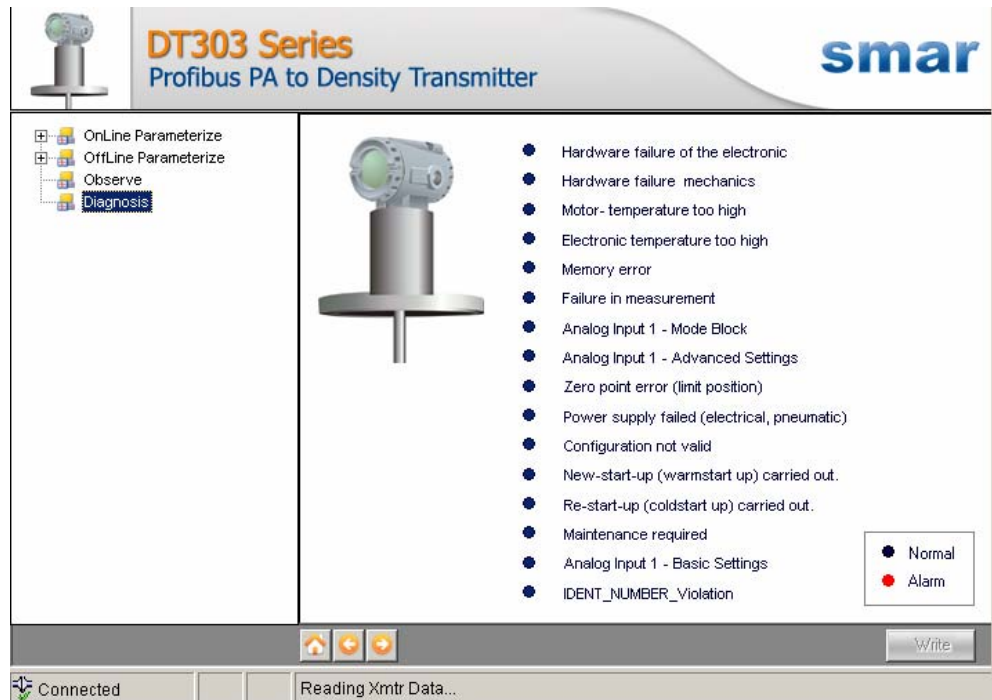 DT303 Series
Profibus PA to Density Transmitter
smar
OnLine Parameterize
OffLine Parameterize
Observe
Diagnosis
Hardware failure of the electronic
Hardware failure mechanics
Motor- temperature too high
Electronic temperature too high
Memory error
Failure in measurement
Analog Input 1 - Mode Block
Analog Input 1 - Advanced Settings
Zero point error (limit position)
Power supply failed (electrical, pneumatic)
Configuration not valid
New-start-up (warmstart up) carried out.
Re-start-up (coldstart up) carried out.
Maintenance required
Analog Input 1 - Basic Settings
IDENT_NUMBER_Violation
Normal
Alarm
Write
Connected
Reading Xmtr Data...